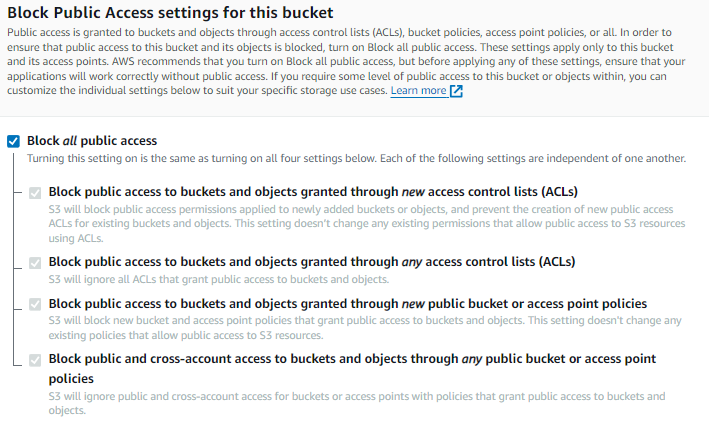 Block Public Access settings for this bucket
Public access is granted to buckets and objects through access control lists (ACLs), bucket policies, access point policies, or all. In order to
ensure that public access to this bucket and its objects is blocked, turn on Block all public access. These settings apply only to this bucket
and its access points. AWS recommends that you turn on Block all public access, but before applying any of these settings, ensure that your
applications will work correctly without public access. If you require some level of public access to this bucket or objects within, you can
customize the individual settings below to suit your specific storage use cases. Learn more
Block all public access
Turning this setting on is the same as turning on all four settings below. Each of the following settings are independent of one another.
Block public access to buckets and objects granted through new access control lists (ACLs)
S3 will block public access permissions applied to newly added buckets or objects, and prevent the creation of new public access
ACLs for existing buckets and objects. This setting doesn't change any existing permissions that allow public access to S3 resources
using ACLs.
Block public access to buckets and objects granted through any access control lists (ACLs)
S3 will ignore all ACLs that grant public access to buckets and objects.
Block public access to buckets and objects granted through new public bucket or access point policies
S3 will block new bucket and access point policies that grant public access to buckets and objects. This setting doesn't change any
existing policies that allow public access to S3 resources.
Block public and cross-account access to buckets and objects through any public bucket or access point
policies
S3 will ignore public and cross-account access for buckets or access points with policies that grant public access to buckets and
objects.